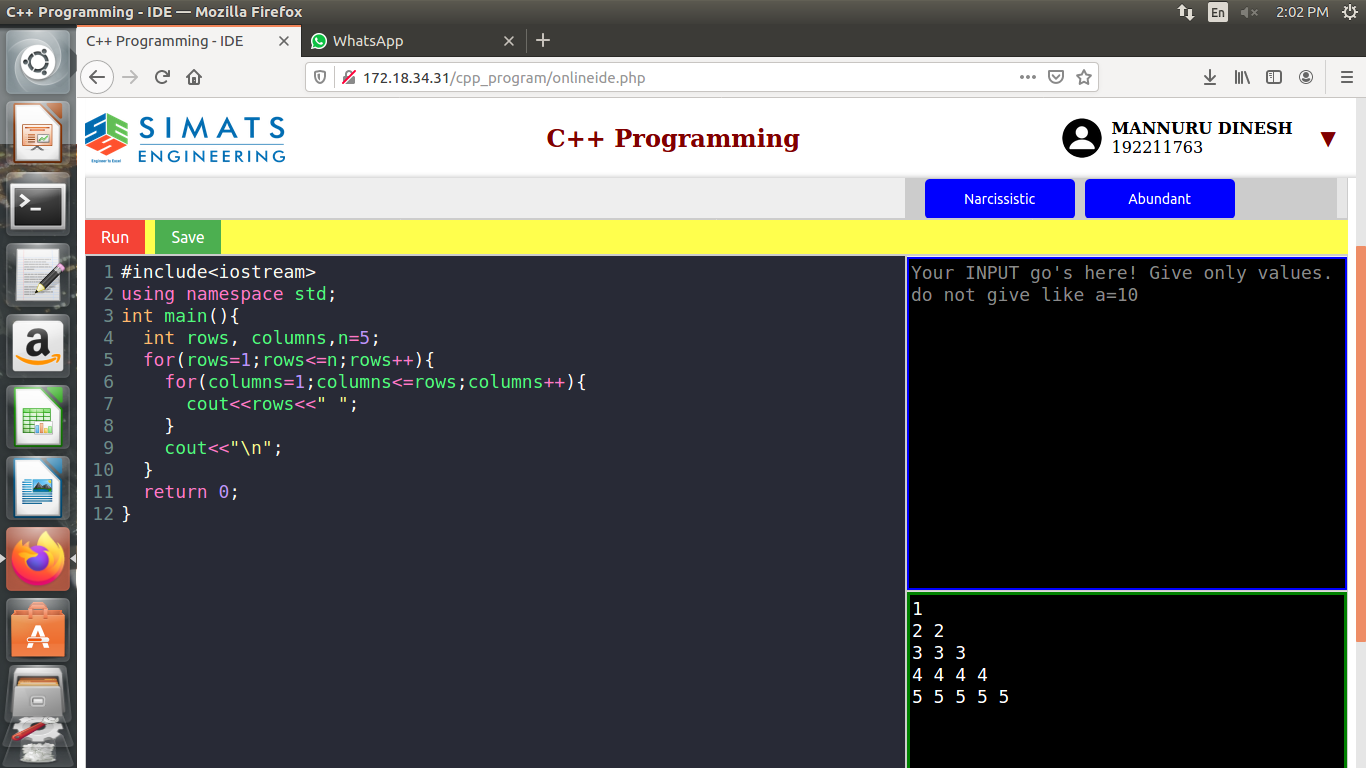 C++ Programming - IDE — Mozilla Firefox
En
2:02 PM
C++ Programming - IDE
WhatsApp
172.18.34.31/cpp_program/onlineide.php
SIMATS
ENGINEERING
Engineer to Excel
C++ Programming
MANNURU DINESH
192211763
Narcissistic
Abundant
Run
Save
1 #include<iostream>
2 using namespace std;
3 int main(){
4 int rows, columns,n=5;
5 for(rows=1;rows<=n;rows++){
6 for(columns=1;columns<=rows;columns++){
7 cout<<rows<<" ";
8 }
9 cout<<"\n";
10 }
11 return 0;
12 }
Your INPUT go's here! Give only values.
do not give like a=10
1
2 2
3 3 3
4 4 4 4
5 5 5 5 5